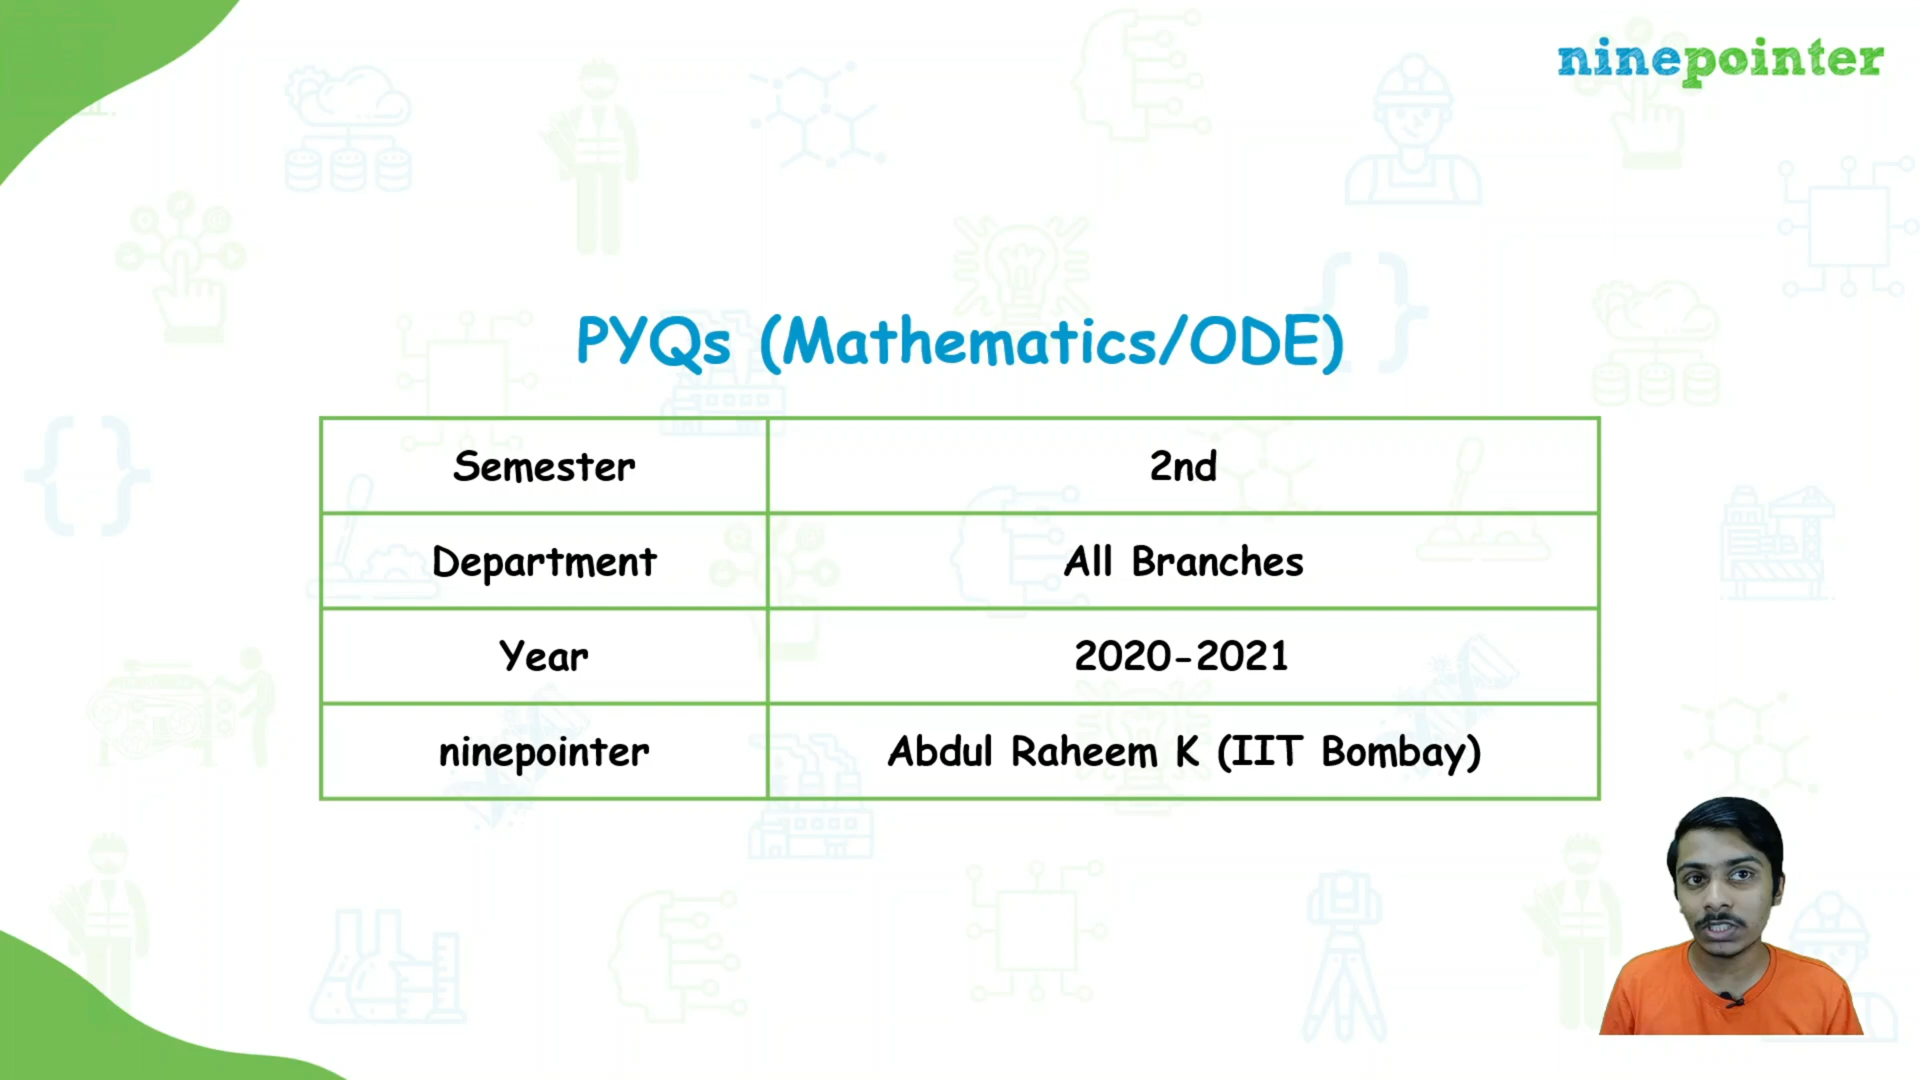 ninepointer
PYQs (Mathematics/ODE)
Semester 2nd
Department All Branches
Year 2020-2021
ninepointer Abdul Raheem K (IIT Bombay)